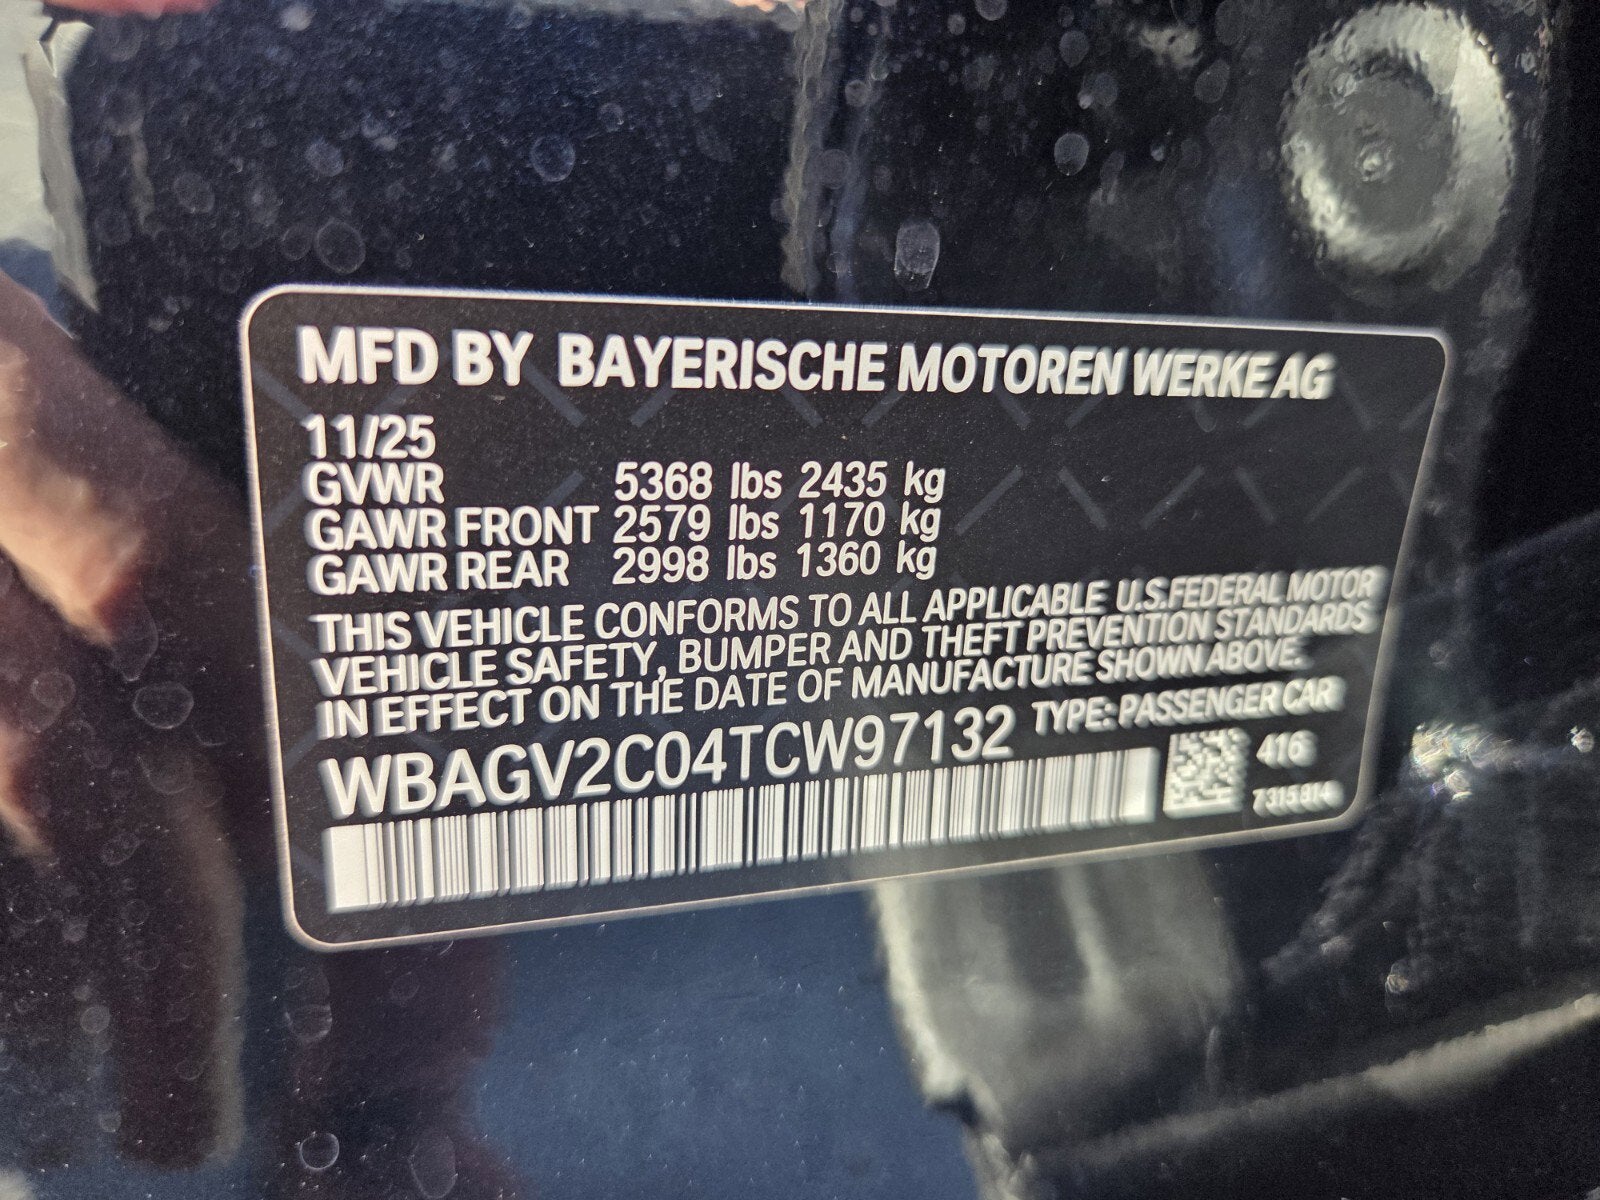 MFD BY BAYERISCHE MOTOREN WERKE AG
11/25
GVWR 5368 lbs 2435 kg
GAWR FRONT 2579 lbs 1170 kg
GAWR REAR 2998 lbs 1360 kg
THIS VEHICLE CONFORMS TO ALL APPLICABLE U.S.FEDERAL MOTOR
VEHICLE SAFETY, BUMPER AND THEFT PREVENTION STANDARDS
IN EFFECT ON THE DATE OF MANUFACTURE SHOWN ABOVE.
WBAGV2C04TCW97132 TYPE: PASSENGER CAR
416
7315814